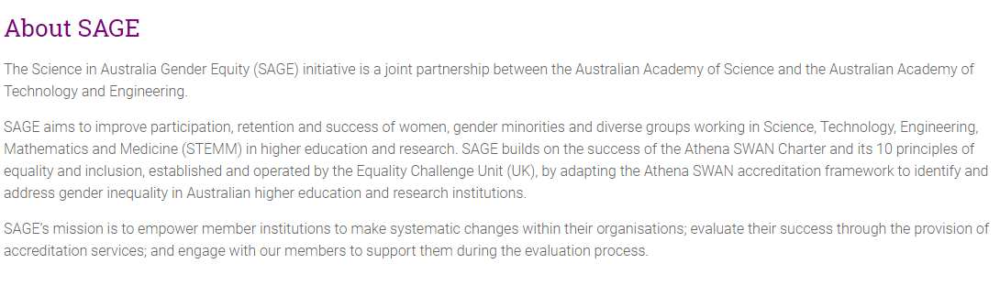 About SAGE
The Science in Australia Gender Equity (SAGE) initiative is a joint partnership between the Australian Academy of Science and the Australian Academy of
Technology and Engineering.
SAGE aims to improve participation, retention and success of women, gender minorities and diverse groups working in Science, Technology, Engineering,
Mathematics and Medicine (STEMM) in higher education and research. SAGE builds on the success of the Athena SWAN Charter and its 10 principles of
equality and inclusion, established and operated by the Equality Challenge Unit (UK), by adapting the Athena SWAN accreditation framework to identify and
address gender inequality in Australian higher education and research institutions.
SAGE's mission is to empower member institutions to make systematic changes within their organisations; evaluate their success through the provision of
accreditation services; and engage with our members to support them during the evaluation process.